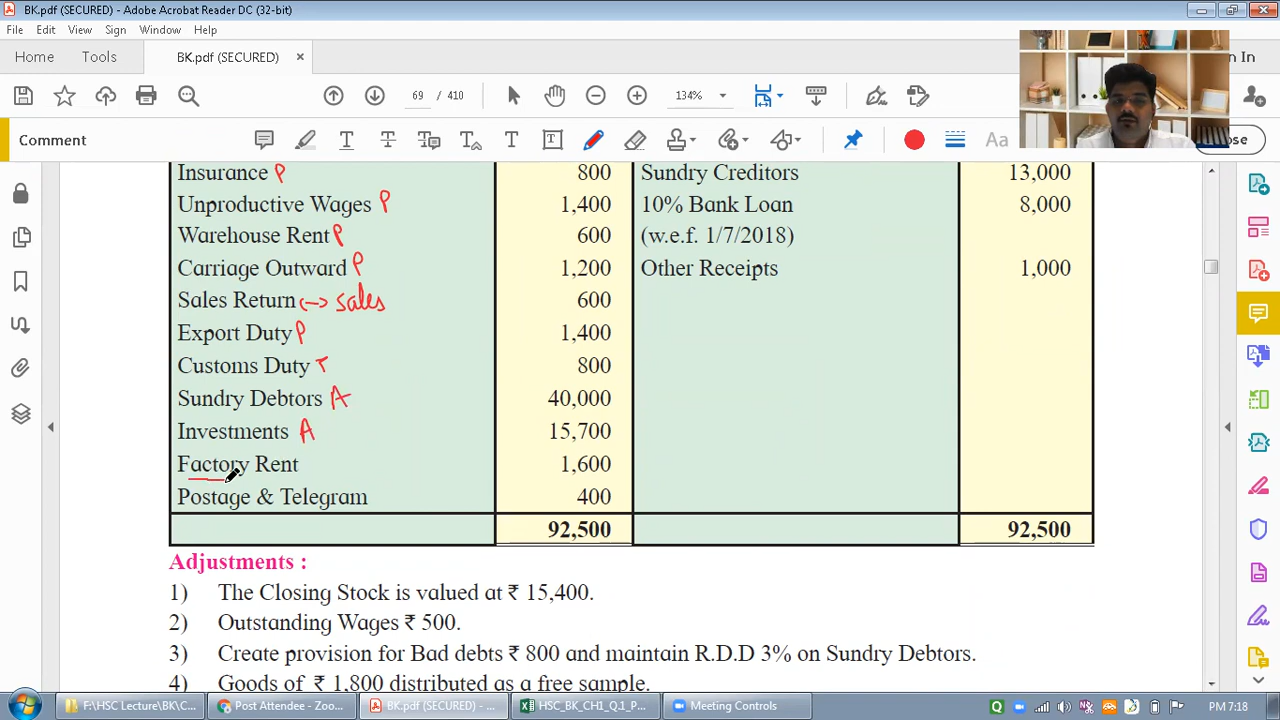 BK.pdf (SECURED) - Adobe Acrobat Reader DC (32-bit)
File Edit View Sign Window Help
Home Tools BK.pdf (SECURED) × In
69 / 410 134%
Comment Aa se
Insurance P 800 Sundry Creditors 13,000
Unproductive Wages P 1,400 10% Bank Loan 8,000
Warehouse Rent P 600 (w.e.f. 1/7/2018)
Carriage Outward P 1,200 Other Receipts 1,000
Sales Return (-) → sales 600
Export Duty P 1,400
Customs Duty T 800
Sundry Debtors A 40,000
Investments A 15,700
Factory Rent 1,600
Postage & Telegram 400
92,500 92,500
Adjustments :
1) The Closing Stock is valued at ₹ 15,400.
2) Outstanding Wages ₹ 500.
3) Create provision for Bad debts ₹ 800 and maintain R.D.D 3% on Sundry Debtors.
4) Goods of ₹ 1,800 distributed as a free sample.
F:\HSC Lecture\BK\C... Post Attendee - Zoo... BK.pdf (SECURED) - ... HSC_BK_CH1_Q.1_P... Meeting Controls PM 7:18